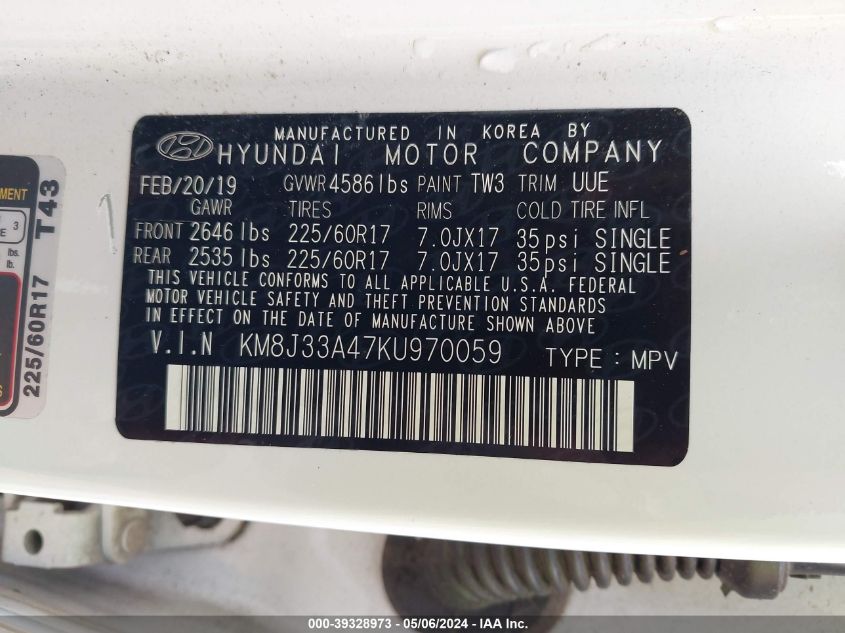 MANUFACTURED IN KOREA BY
HYUNDAI MOTOR COMPANY
FEB/20/19 GVWR 4586 lbs PAINT TW3 TRIM UUE
GAWR TIRES RIMS COLD TIRE INFL
FRONT 2646 lbs 225/60R17 7.0JX17 35psi SINGLE
REAR 2535 lbs 225/60R17 7.0JX17 35psi SINGLE
THIS VEHICLE CONFORMS TO ALL APPLICABLE U.S.A. FEDERAL
MOTOR VEHICLE SAFETY AND THEFT PREVENTION STANDARDS
IN EFFECT ON THE DATE OF MANUFACTURE SHOWN ABOVE
V.I.N KM8J33A47KU970059 TYPE : MPV
3
lb.
lb.
225/60R17 T43
1
000-39328973 - 05/06/2024 - IAA Inc.